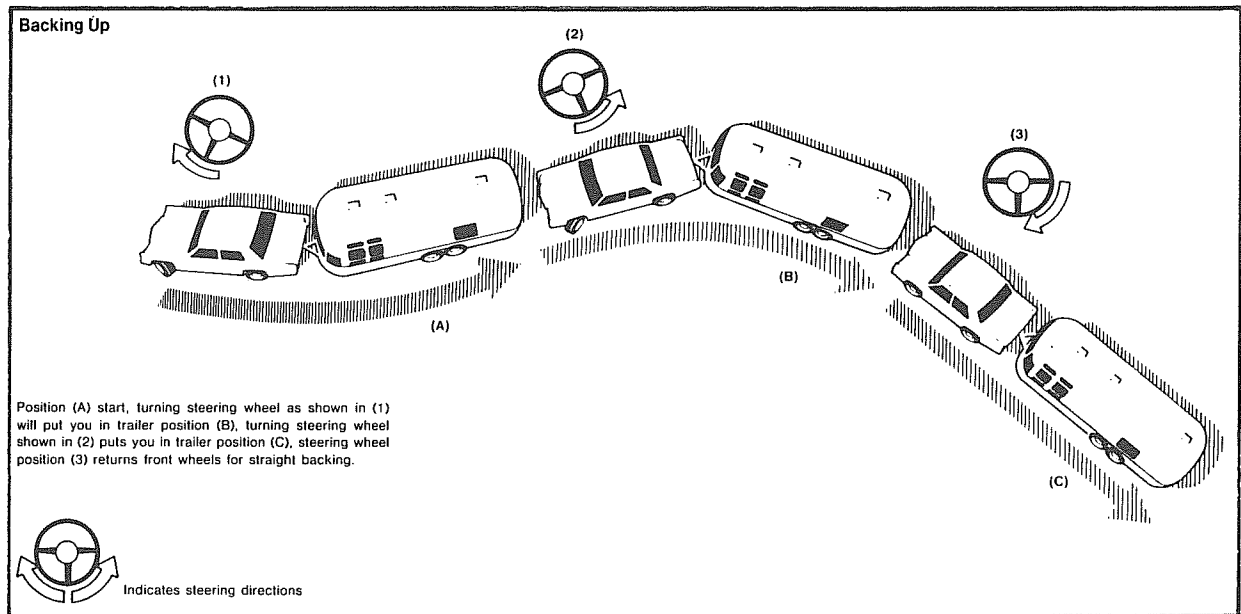 Backing Up
(1)
(2)
(3)
(A)
(B)
(C)
Position (A) start, turning steering wheel as shown in (1)
will put you in trailer position (B), turning steering wheel
shown in (2) puts you in trailer position (C), steering wheel
position (3) returns front wheels for straight backing.
Indicates steering directions